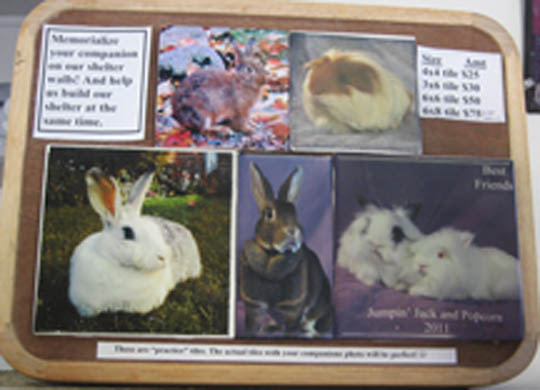 Memorialize
your companion
on our shelter
walls! And help
us build our
shelter at the
same time.
Size Amt
4x4 tile $25
3x6 tile $30
6x6 tile $50
6x8 tile $75
Best
Friends
Jumpin' Jack and Popcorn
2011
These are "practice" tiles. The actual tiles with your companions photo will be perfect!